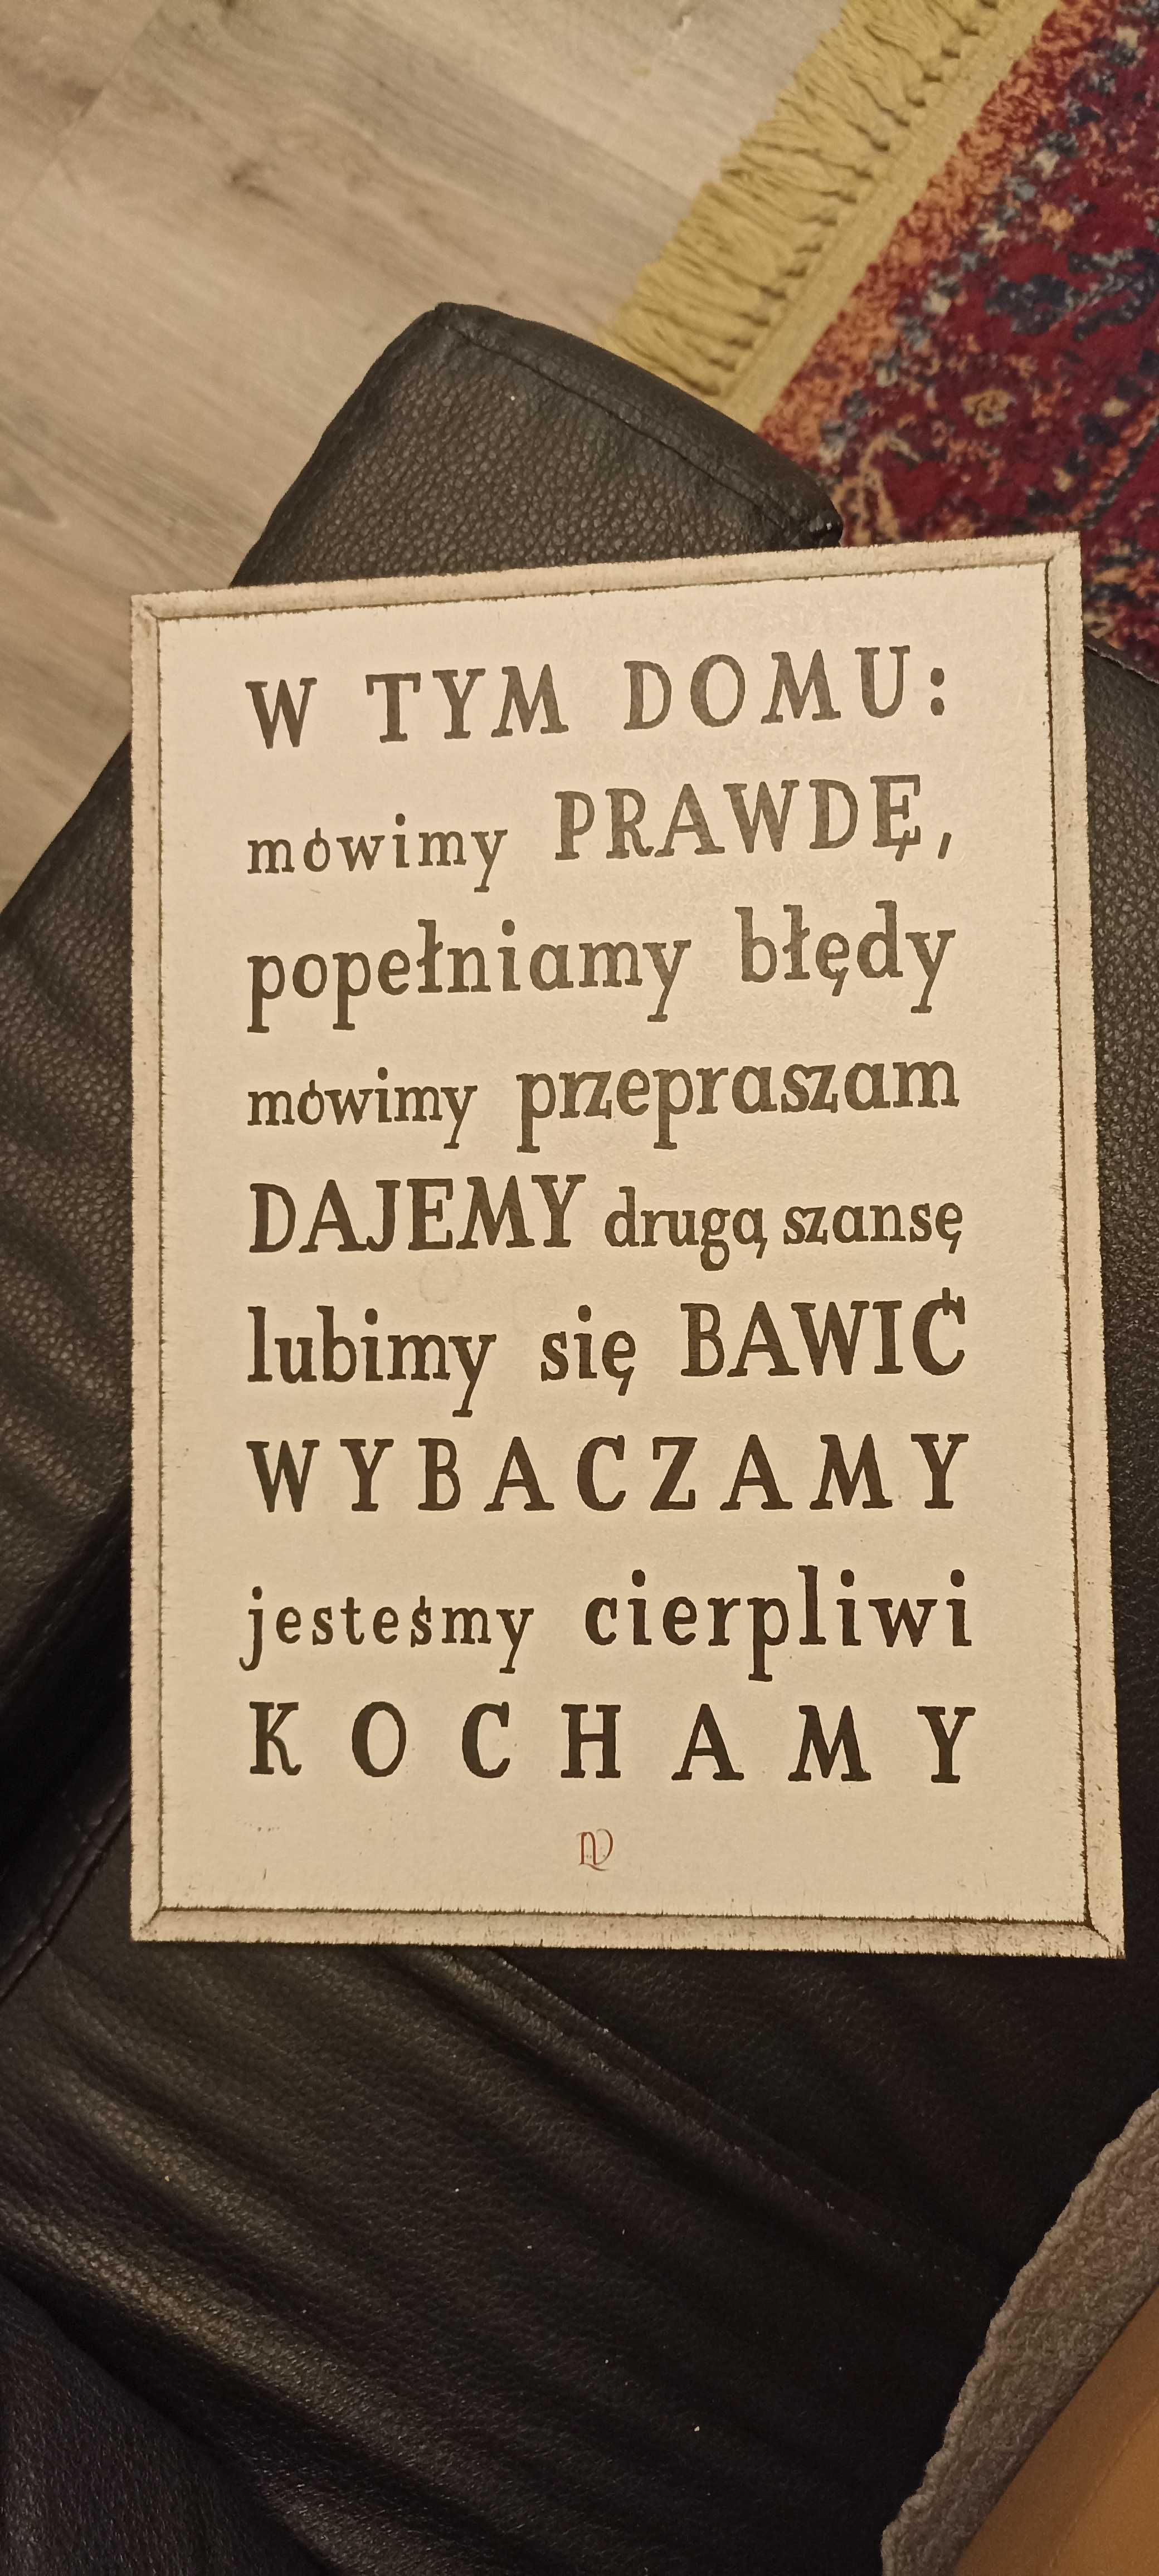 W TYM DOMU:
mówimy PRAWDĘ,
popełniamy błędy
mówimy przepraszam
DAJEMY drugą szansę
lubimy się BAWIĆ
WYBACZAMY
jesteśmy cierpliwi
KOCHAMY